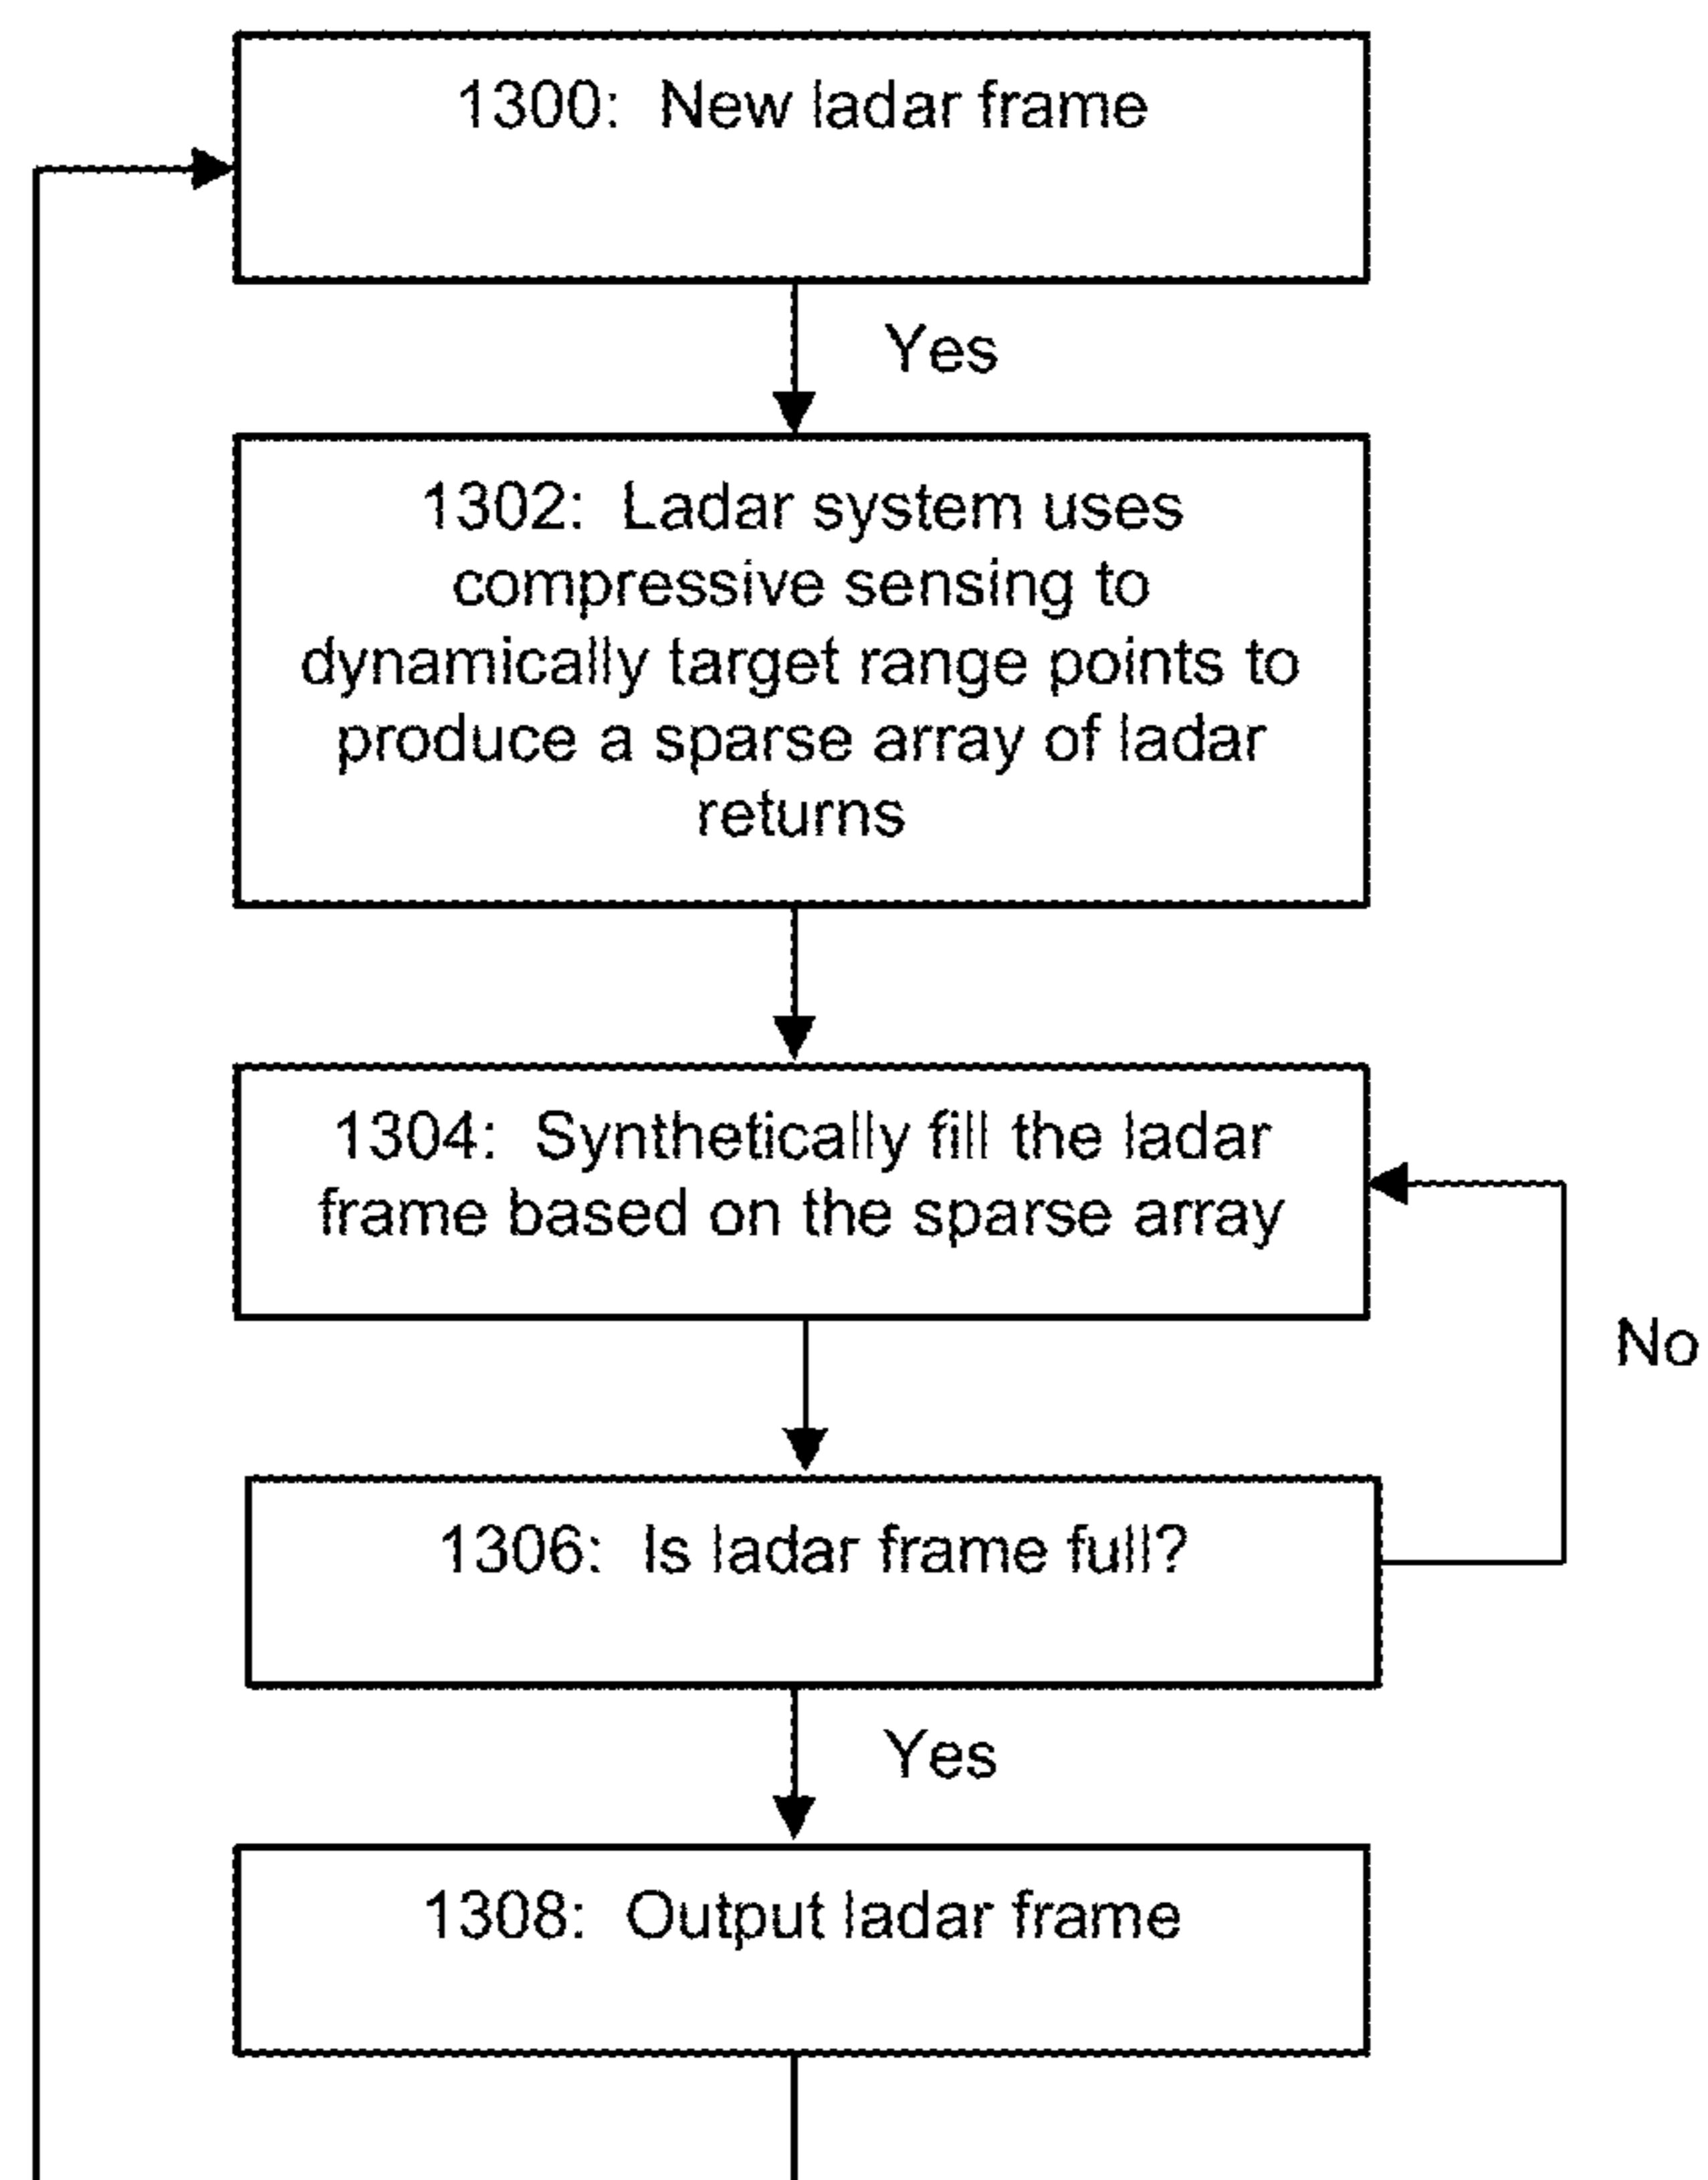 1300: New ladar frame
Yes
1302: Ladar system uses
compressive sensing to
dynamically target range points to
produce a sparse array of ladar
returns
1304: Synthetically fill the ladar
frame based on the sparse array
No
1306: Is ladar frame full?
Yes
1308: Output ladar frame